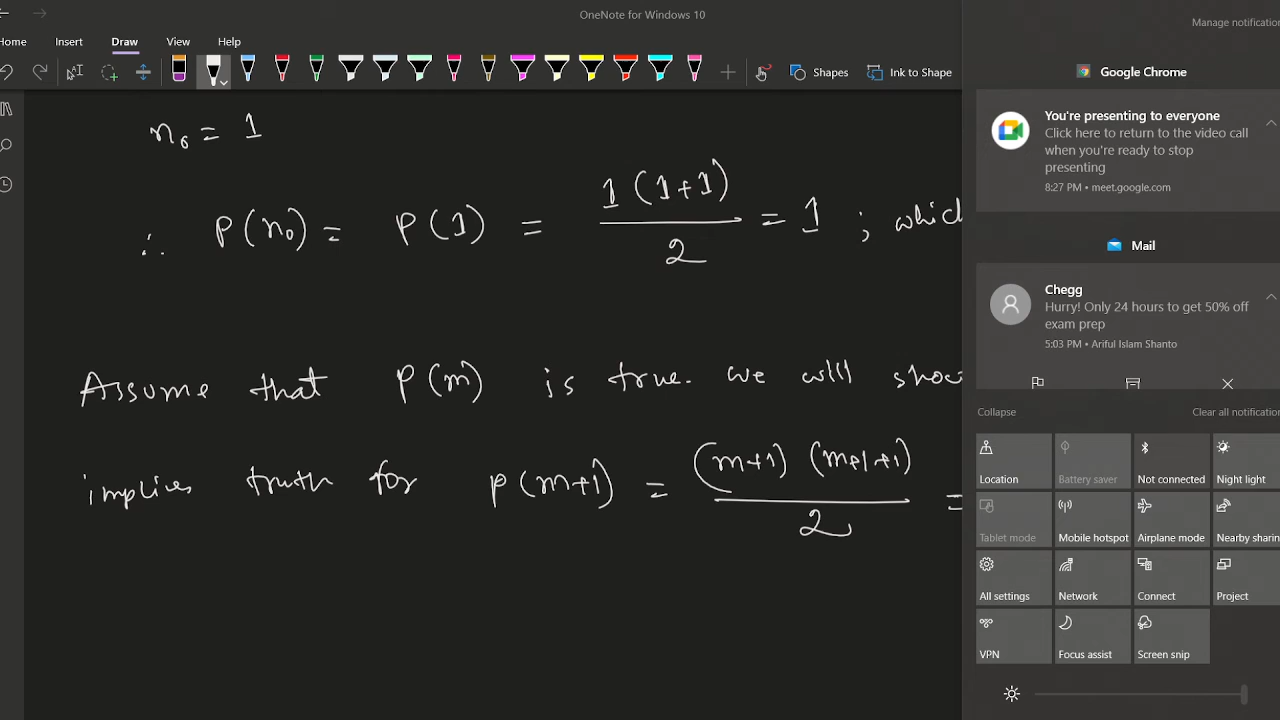 OneNote for Windows 10
Home Insert Draw View Help
Shapes Ink to Shape
n₀ = 1
∴ P(n₀) = P(1) = 1(1+1)/2 = 1 ; which
Assume that P(m) is true. we will show
implies truth for P(m+1) = (m+1)(m+1+1)/2 =
Manage notification
Google Chrome
You're presenting to everyone
Click here to return to the video call
when you're ready to stop
presenting
8:27 PM • meet.google.com
Mail
Chegg
Hurry! Only 24 hours to get 50% off
exam prep
5:03 PM • Ariful Islam Shanto
Collapse Clear all notification
Location Battery saver Not connected Night light
Tablet mode Mobile hotspot Airplane mode Nearby sharin
All settings Network Connect Project
VPN Focus assist Screen snip